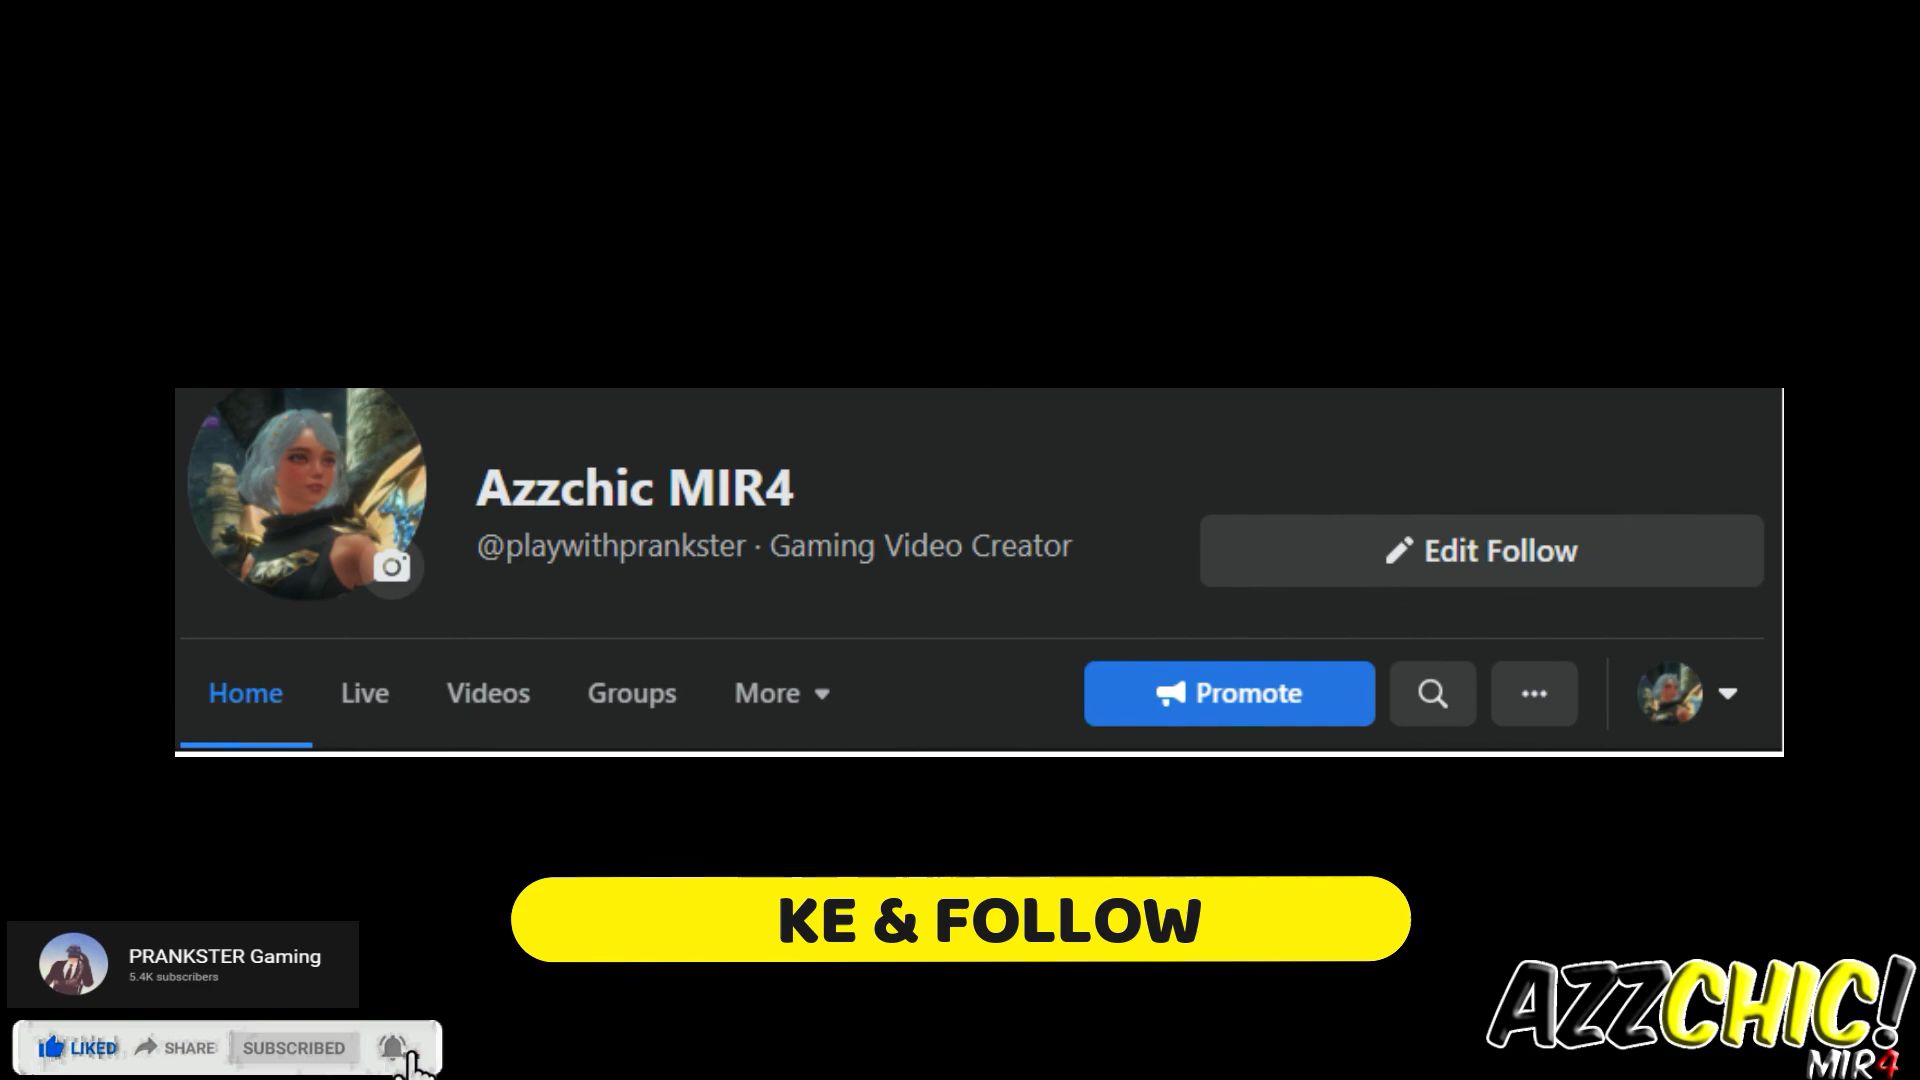 Azzchic MIR4
@playwithprankster · Gaming Video Creator
Edit Follow
Home
Live
Videos
Groups
More
Promote
KE & FOLLOW
PRANKSTER Gaming
5.4K subscribers
LIKED
SHARE
SUBSCRIBED
AZZCHIC!
MIR4